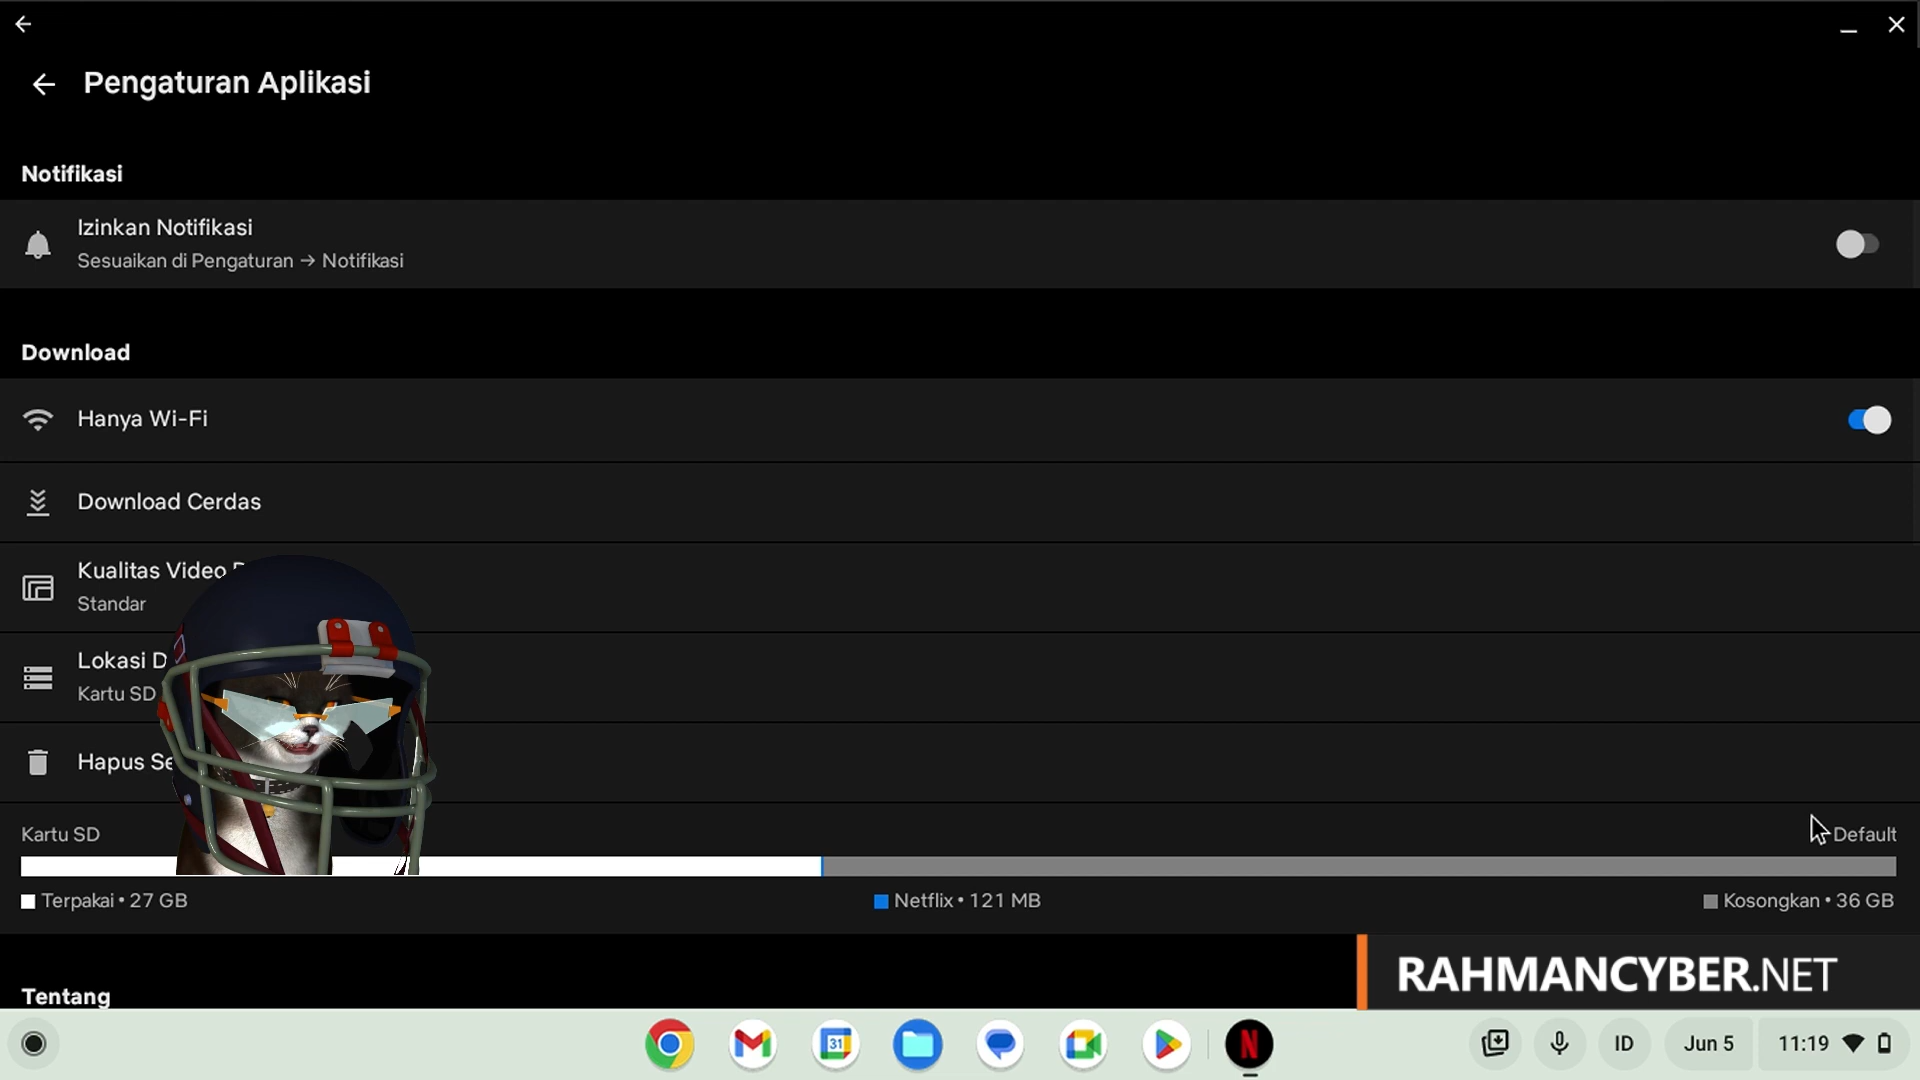 Pengaturan Aplikasi
Notifikasi
Izinkan Notifikasi
Sesuaikan di Pengaturan → Notifikasi
Download
Hanya Wi-Fi
Download Cerdas
Kualitas Video
Standar
Lokasi
Kartu SD
Hapus
Kartu SD
Default
Terpakai • 27 GB
Netflix • 121 MB
Kosongkan • 36 GB
RAHMANCYBER.NET
Tentang
31
N
ID
Jun 5
11:19